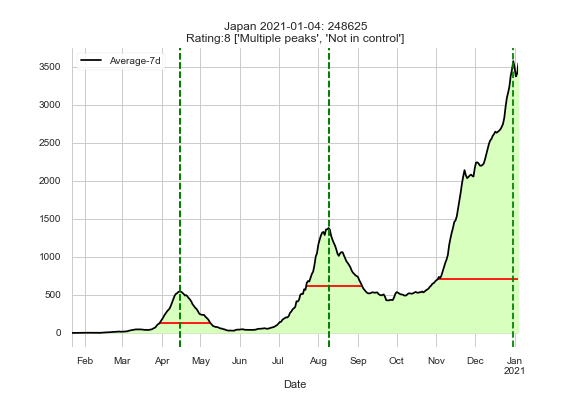 Japan 2021-01-04: 248625
Rating:8 ['Multiple peaks', 'Not in control']
Average-7d
3500
3000
2500
2000
1500
1000
500
0
Feb Mar Apr May Jun Jul Aug Sep Oct Nov Dec Jan
2021
Date